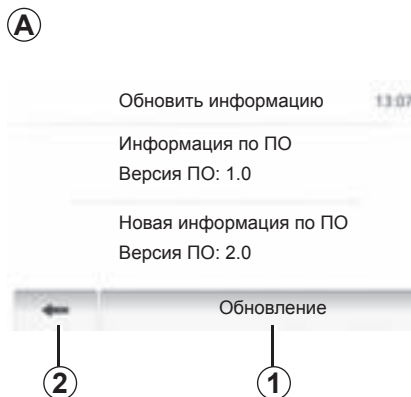 A
Обновить информацию 13:07
Информация по ПО
Версия ПО: 1.0
Новая информация по ПО
Версия ПО: 2.0
Обновление
2 1